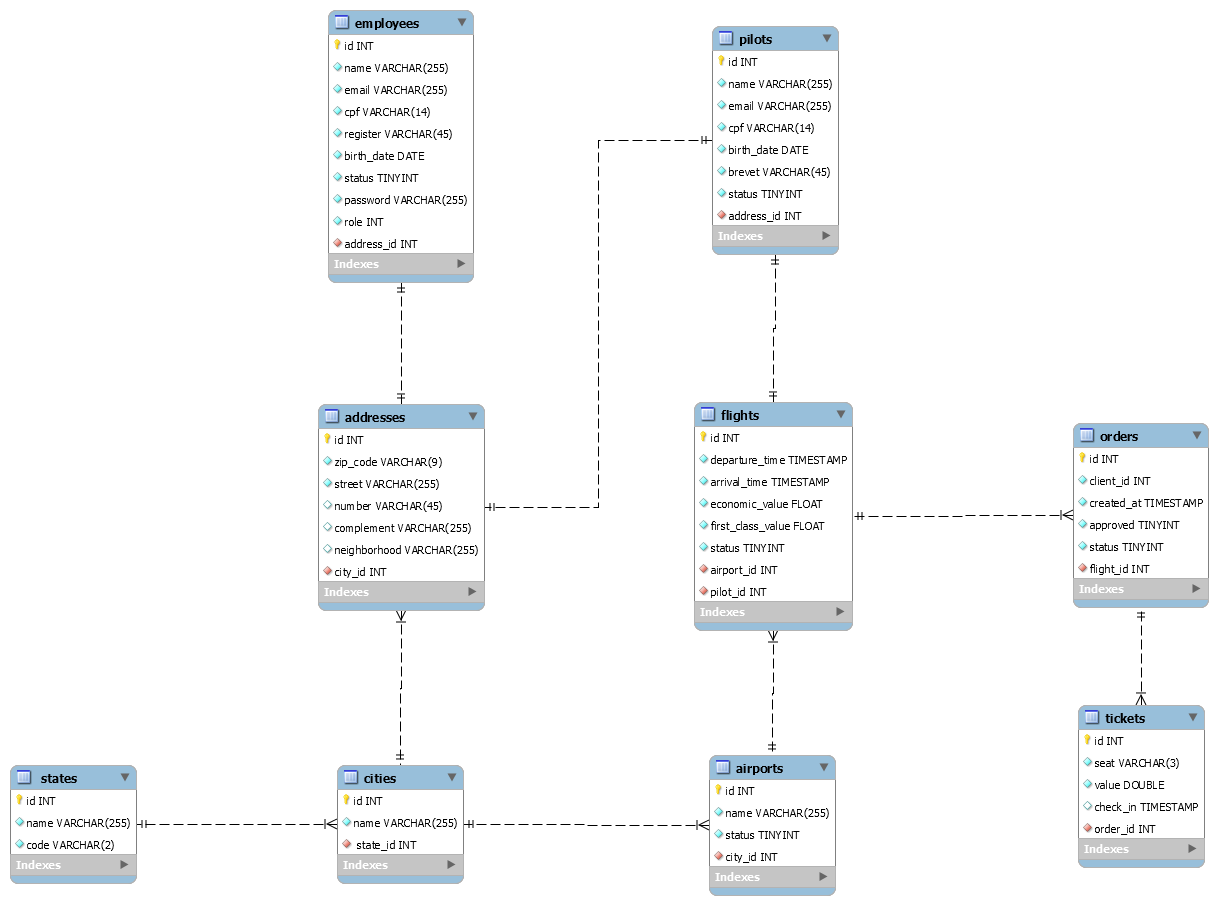 employees
id INT
name VARCHAR(255)
email VARCHAR(255)
cpf VARCHAR(14)
register VARCHAR(45)
birth_date DATE
status TINYINT
password VARCHAR(255)
role INT
address_id INT
Indexes
pilots
id INT
name VARCHAR(255)
email VARCHAR(255)
cpf VARCHAR(14)
birth_date DATE
brevet VARCHAR(45)
status TINYINT
address_id INT
Indexes
addresses
id INT
zip_code VARCHAR(9)
street VARCHAR(255)
number VARCHAR(45)
complement VARCHAR(255)
neighborhood VARCHAR(255)
city_id INT
Indexes
flights
id INT
departure_time TIMESTAMP
arrival_time TIMESTAMP
economic_value FLOAT
first_class_value FLOAT
status TINYINT
airport_id INT
pilot_id INT
Indexes
orders
id INT
client_id INT
created_at TIMESTAMP
approved TINYINT
status TINYINT
flight_id INT
Indexes
states
id INT
name VARCHAR(255)
code VARCHAR(2)
Indexes
cities
id INT
name VARCHAR(255)
state_id INT
Indexes
airports
id INT
name VARCHAR(255)
status TINYINT
city_id INT
Indexes
tickets
id INT
seat VARCHAR(3)
value DOUBLE
check_in TIMESTAMP
order_id INT
Indexes